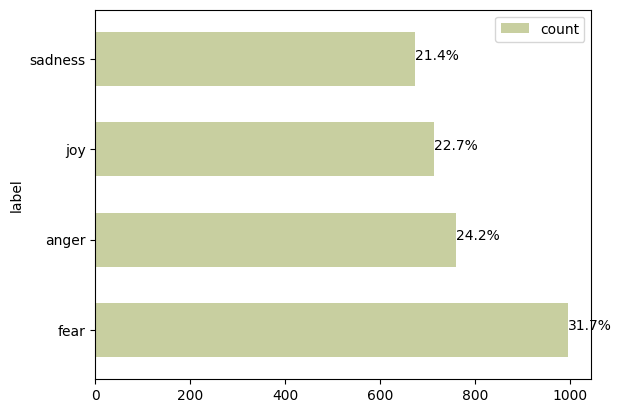 count
sadness
21.4%
joy
22.7%
label
anger
24.2%
fear
31.7%
0 200 400 600 800 1000